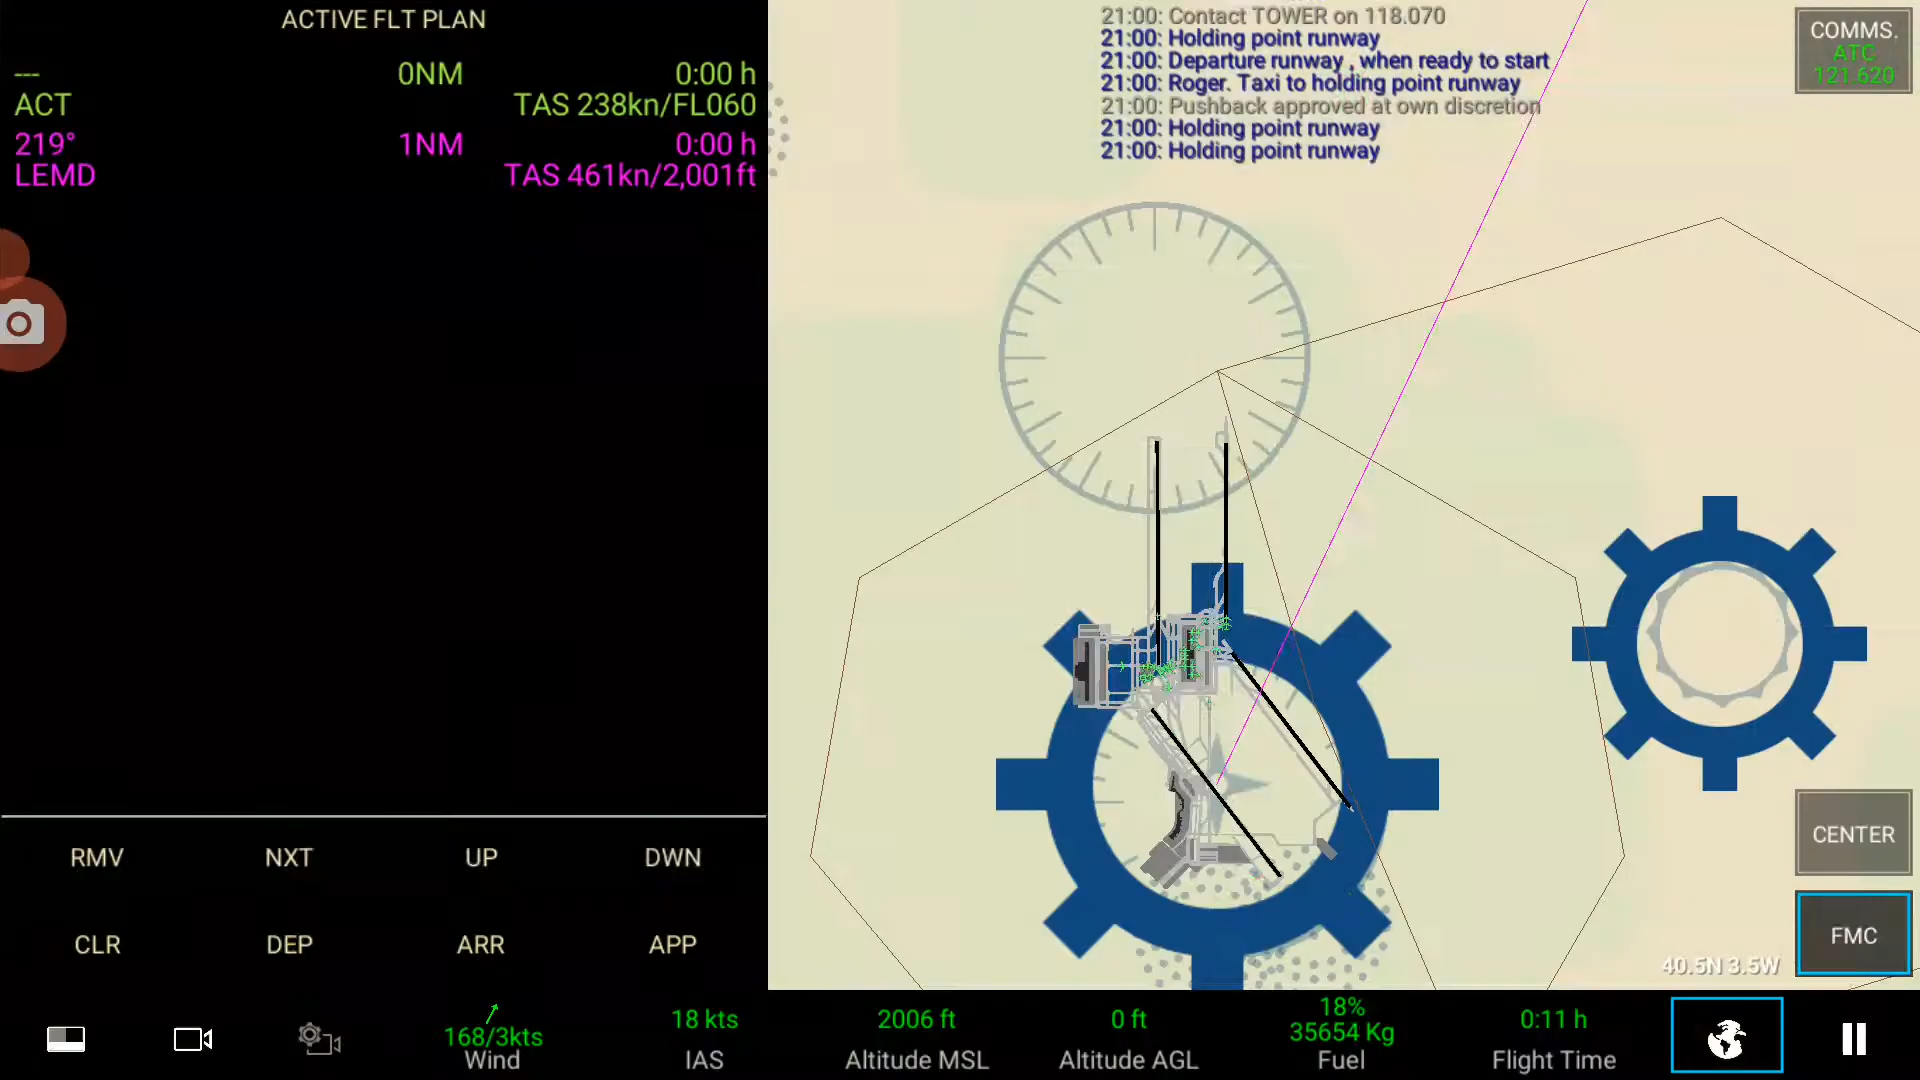 ACTIVE FLT PLAN
--- 0NM 0:00 h
ACT TAS 238kn/FL060
219° 1NM 0:00 h
LEMD TAS 461kn/2,001ft
RMV NXT UP DWN
CLR DEP ARR APP
21:00: Contact TOWER on 118.070
21:00: Holding point runway
21:00: Departure runway , when ready to start
21:00: Roger. Taxi to holding point runway
21:00: Pushback approved at own discretion
21:00: Holding point runway
21:00: Holding point runway
COMMS.
ATC
121.620
CENTER
FMC
40.5N 3.5W
168/3kts
Wind
18 kts
IAS
2006 ft
Altitude MSL
0 ft
Altitude AGL
18%
35654 Kg
Fuel
0:11 h
Flight Time